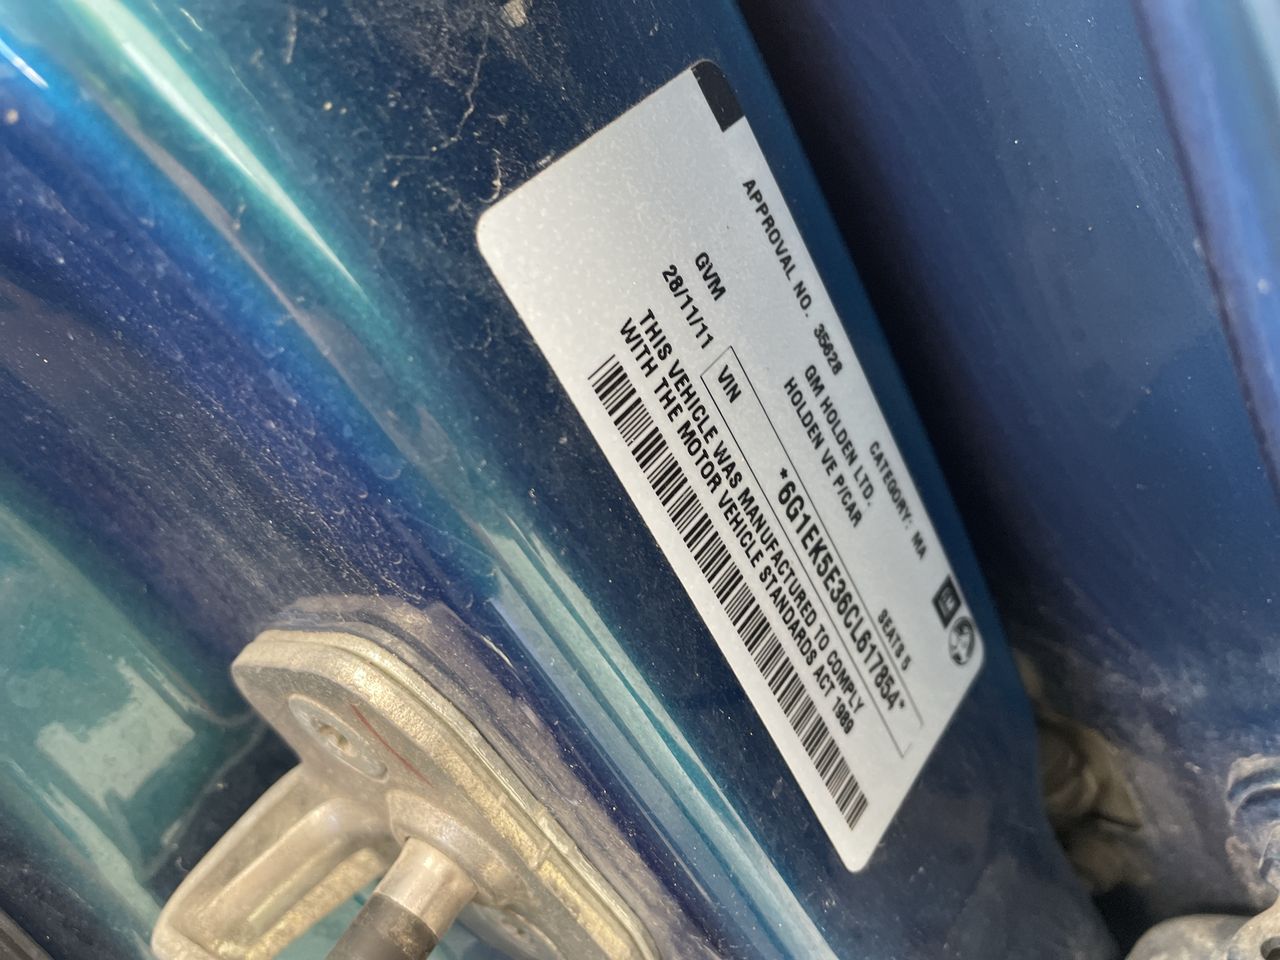 APPROVAL NO. 35628 CATEGORY: MA
GM HOLDEN LTD.
HOLDEN VE P/CAR
GVM SEATS 5
28/11/11 VIN *6G1EK5E36CL617854*
THIS VEHICLE WAS MANUFACTURED TO COMPLY
WITH THE MOTOR VEHICLE STANDARDS ACT 1989
GM